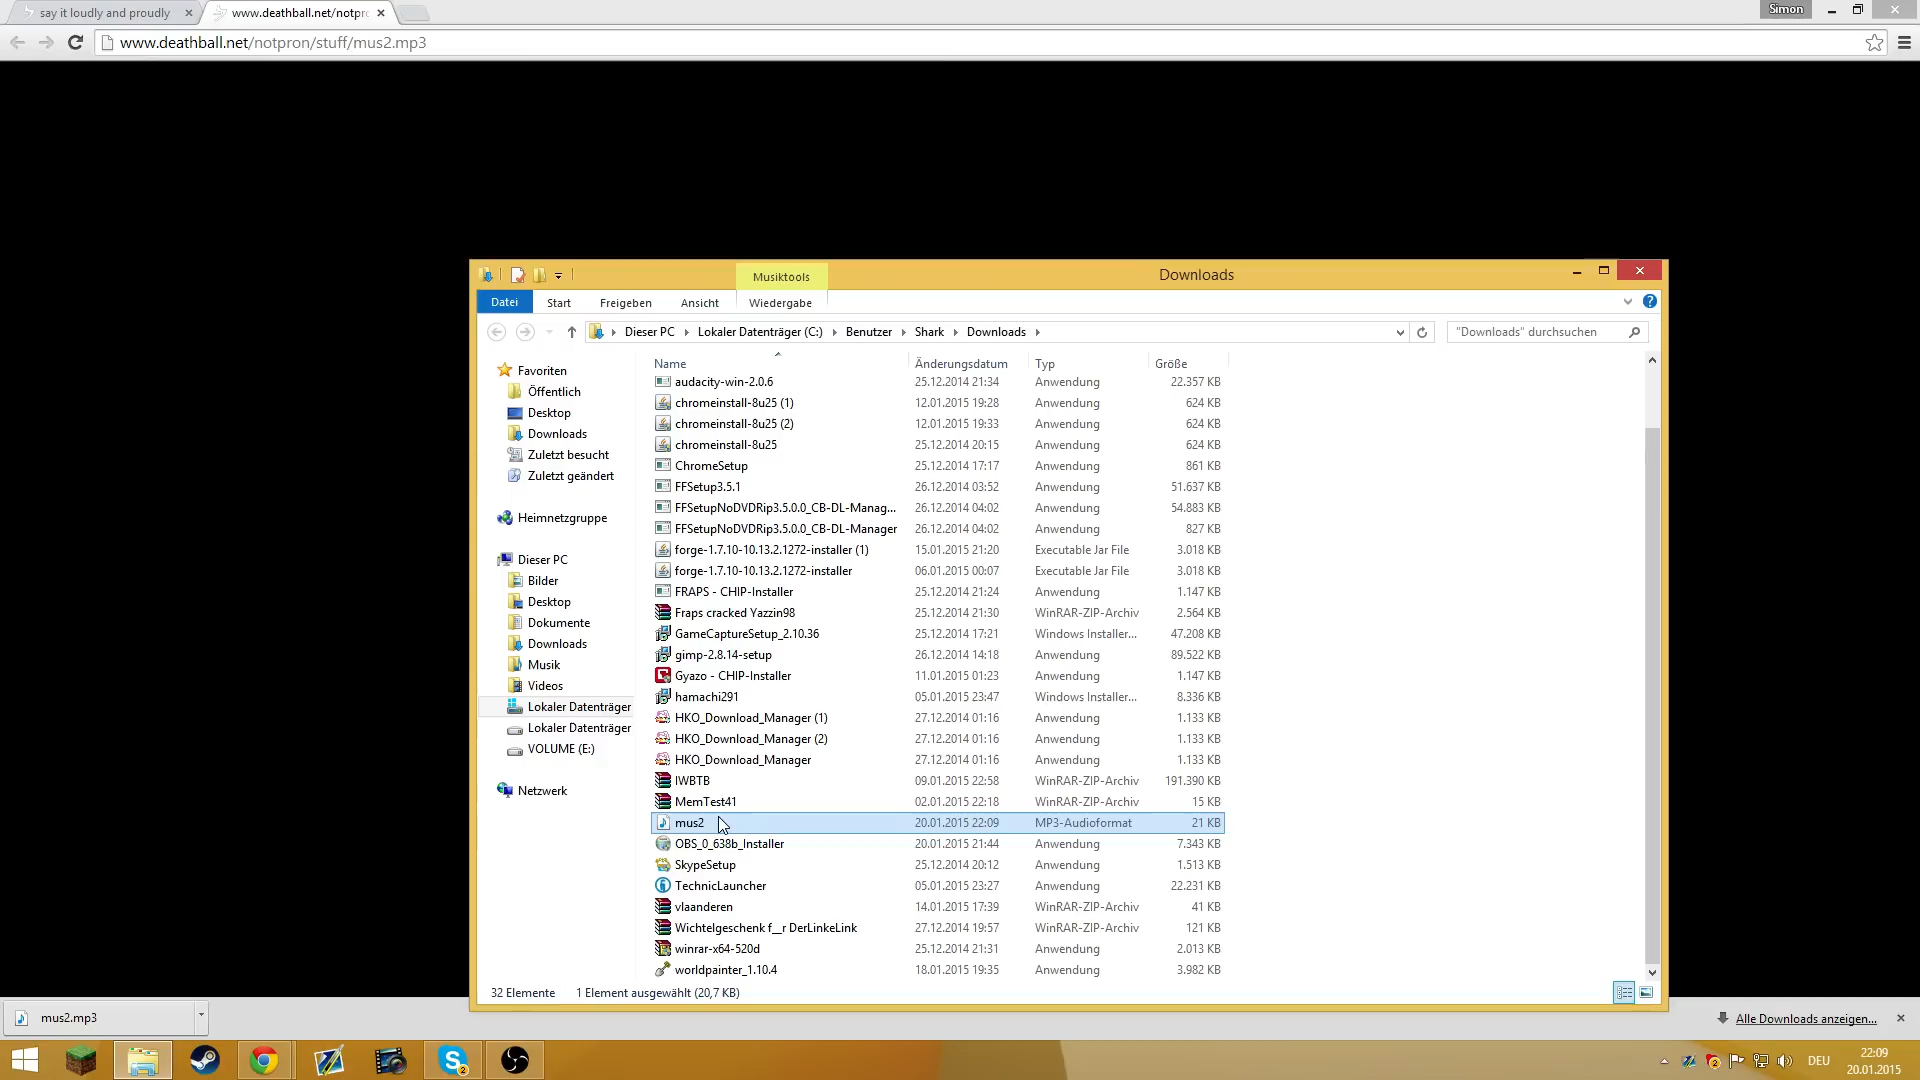 say it loudly and proudly
www.deathball.net/notpr
Simon
www.deathball.net/notpron/stuff/mus2.mp3
Musiktools
Downloads
Datei Start Freigeben Ansicht Wiedergabe
Dieser PC Lokaler Datenträger (C:) Benutzer Shark Downloads
"Downloads" durchsuchen
Name Änderungsdatum Typ Größe
Favoriten
Öffentlich
Desktop
Downloads
Zuletzt besucht
Zuletzt geändert
Heimnetzgruppe
Dieser PC
Bilder
Desktop
Dokumente
Downloads
Musik
Videos
Lokaler Datenträger
Lokaler Datenträger
VOLUME (E:)
Netzwerk
audacity-win-2.0.6 25.12.2014 21:34 Anwendung 22.357 KB
chromeinstall-8u25 (1) 12.01.2015 19:28 Anwendung 624 KB
chromeinstall-8u25 (2) 12.01.2015 19:33 Anwendung 624 KB
chromeinstall-8u25 25.12.2014 20:15 Anwendung 624 KB
ChromeSetup 25.12.2014 17:17 Anwendung 861 KB
FFSetup3.5.1 26.12.2014 03:52 Anwendung 51.637 KB
FFSetupNoDVDRip3.5.0.0_CB-DL-Manag... 26.12.2014 04:02 Anwendung 54.883 KB
FFSetupNoDVDRip3.5.0.0_CB-DL-Manager 26.12.2014 04:02 Anwendung 827 KB
forge-1.7.10-10.13.2.1272-installer (1) 15.01.2015 21:20 Executable Jar File 3.018 KB
forge-1.7.10-10.13.2.1272-installer 06.01.2015 00:07 Executable Jar File 3.018 KB
FRAPS - CHIP-Installer 25.12.2014 21:24 Anwendung 1.147 KB
Fraps cracked Yazzin98 25.12.2014 21:30 WinRAR-ZIP-Archiv 2.564 KB
GameCaptureSetup_2.10.36 25.12.2014 17:21 Windows Installer... 47.208 KB
gimp-2.8.14-setup 26.12.2014 14:18 Anwendung 89.522 KB
Gyazo - CHIP-Installer 11.01.2015 01:23 Anwendung 1.147 KB
hamachi291 05.01.2015 23:47 Windows Installer... 8.336 KB
HKO_Download_Manager (1) 27.12.2014 01:16 Anwendung 1.133 KB
HKO_Download_Manager (2) 27.12.2014 01:16 Anwendung 1.133 KB
HKO_Download_Manager 27.12.2014 01:16 Anwendung 1.133 KB
IWBTB 09.01.2015 22:58 WinRAR-ZIP-Archiv 191.390 KB
MemTest41 02.01.2015 22:18 WinRAR-ZIP-Archiv 15 KB
mus2 20.01.2015 22:09 MP3-Audioformat 21 KB
OBS_0_638b_Installer 20.01.2015 21:44 Anwendung 7.343 KB
SkypeSetup 25.12.2014 20:12 Anwendung 1.513 KB
TechnicLauncher 05.01.2015 23:27 Anwendung 22.231 KB
vlaanderen 14.01.2015 17:39 WinRAR-ZIP-Archiv 41 KB
Wichtelgeschenk f__r DerLinkeLink 27.12.2014 19:57 WinRAR-ZIP-Archiv 121 KB
winrar-x64-520d 25.12.2014 21:31 Anwendung 2.013 KB
worldpainter_1.10.4 18.01.2015 19:35 Anwendung 3.982 KB
32 Elemente 1 Element ausgewählt (20,7 KB)
mus2.mp3
Alle Downloads anzeigen...
DEU
22:09
20.01.2015